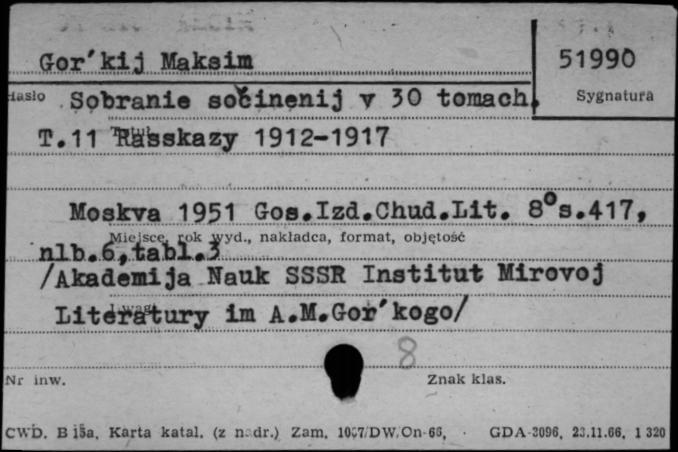 Gor'kij Maksim
51990
Hasło
Sobranie sočinenij v 30 tomach.
Sygnatura
T.11 Rasskazy 1912-1917
Tytuł
Moskva 1951 Gos.Izd.Chud.Lit. 8°s.417,
Miejsce, rok wyd., nakładca, format, objętość
nlb.6,tabl.3
/Akademija Nauk SSSR Institut Mirovoj
Uwagi
Literatury im A.M.Gor'kogo/
8
Nr inw.
Znak klas.
CWD. B 15a, Karta katal. (z nadr.) Zam. 1067/DW/On-66, GDA-3096, 23.11.66, 1 320